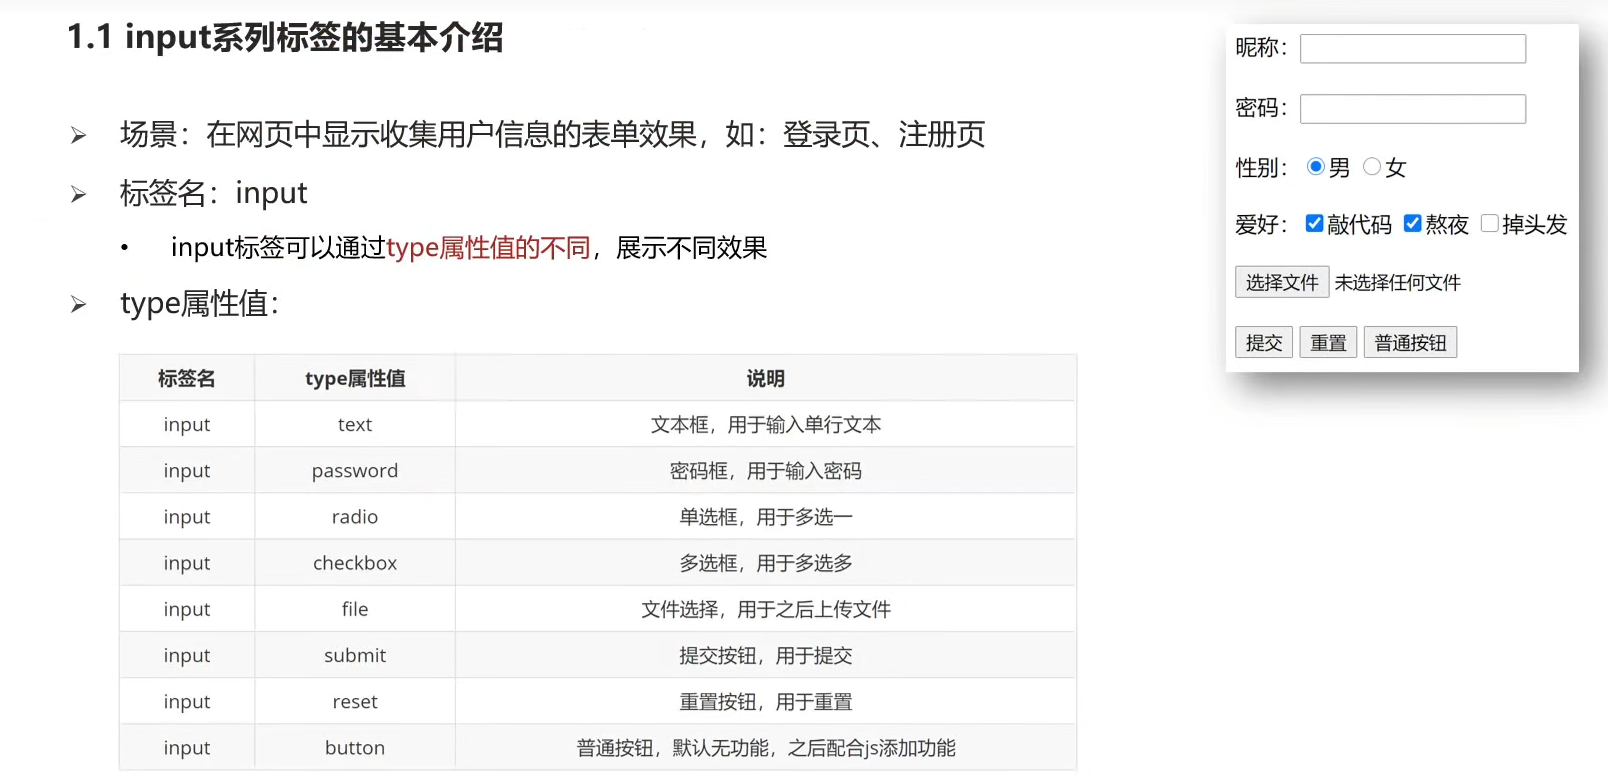 1.1 input系列标签的基本介绍
场景：在网页中显示收集用户信息的表单效果，如：登录页、注册页
标签名：input
input标签可以通过type属性值的不同，展示不同效果
type属性值：
标签名 type属性值 说明
input text 文本框，用于输入单行文本
input password 密码框，用于输入密码
input radio 单选框，用于多选一
input checkbox 多选框，用于多选多
input file 文件选择，用于之后上传文件
input submit 提交按钮，用于提交
input reset 重置按钮，用于重置
input button 普通按钮，默认无功能，之后配合js添加功能
昵称：
密码：
性别： 男 女
爱好： 敲代码 熬夜 掉头发
选择文件 未选择任何文件
提交 重置 普通按钮